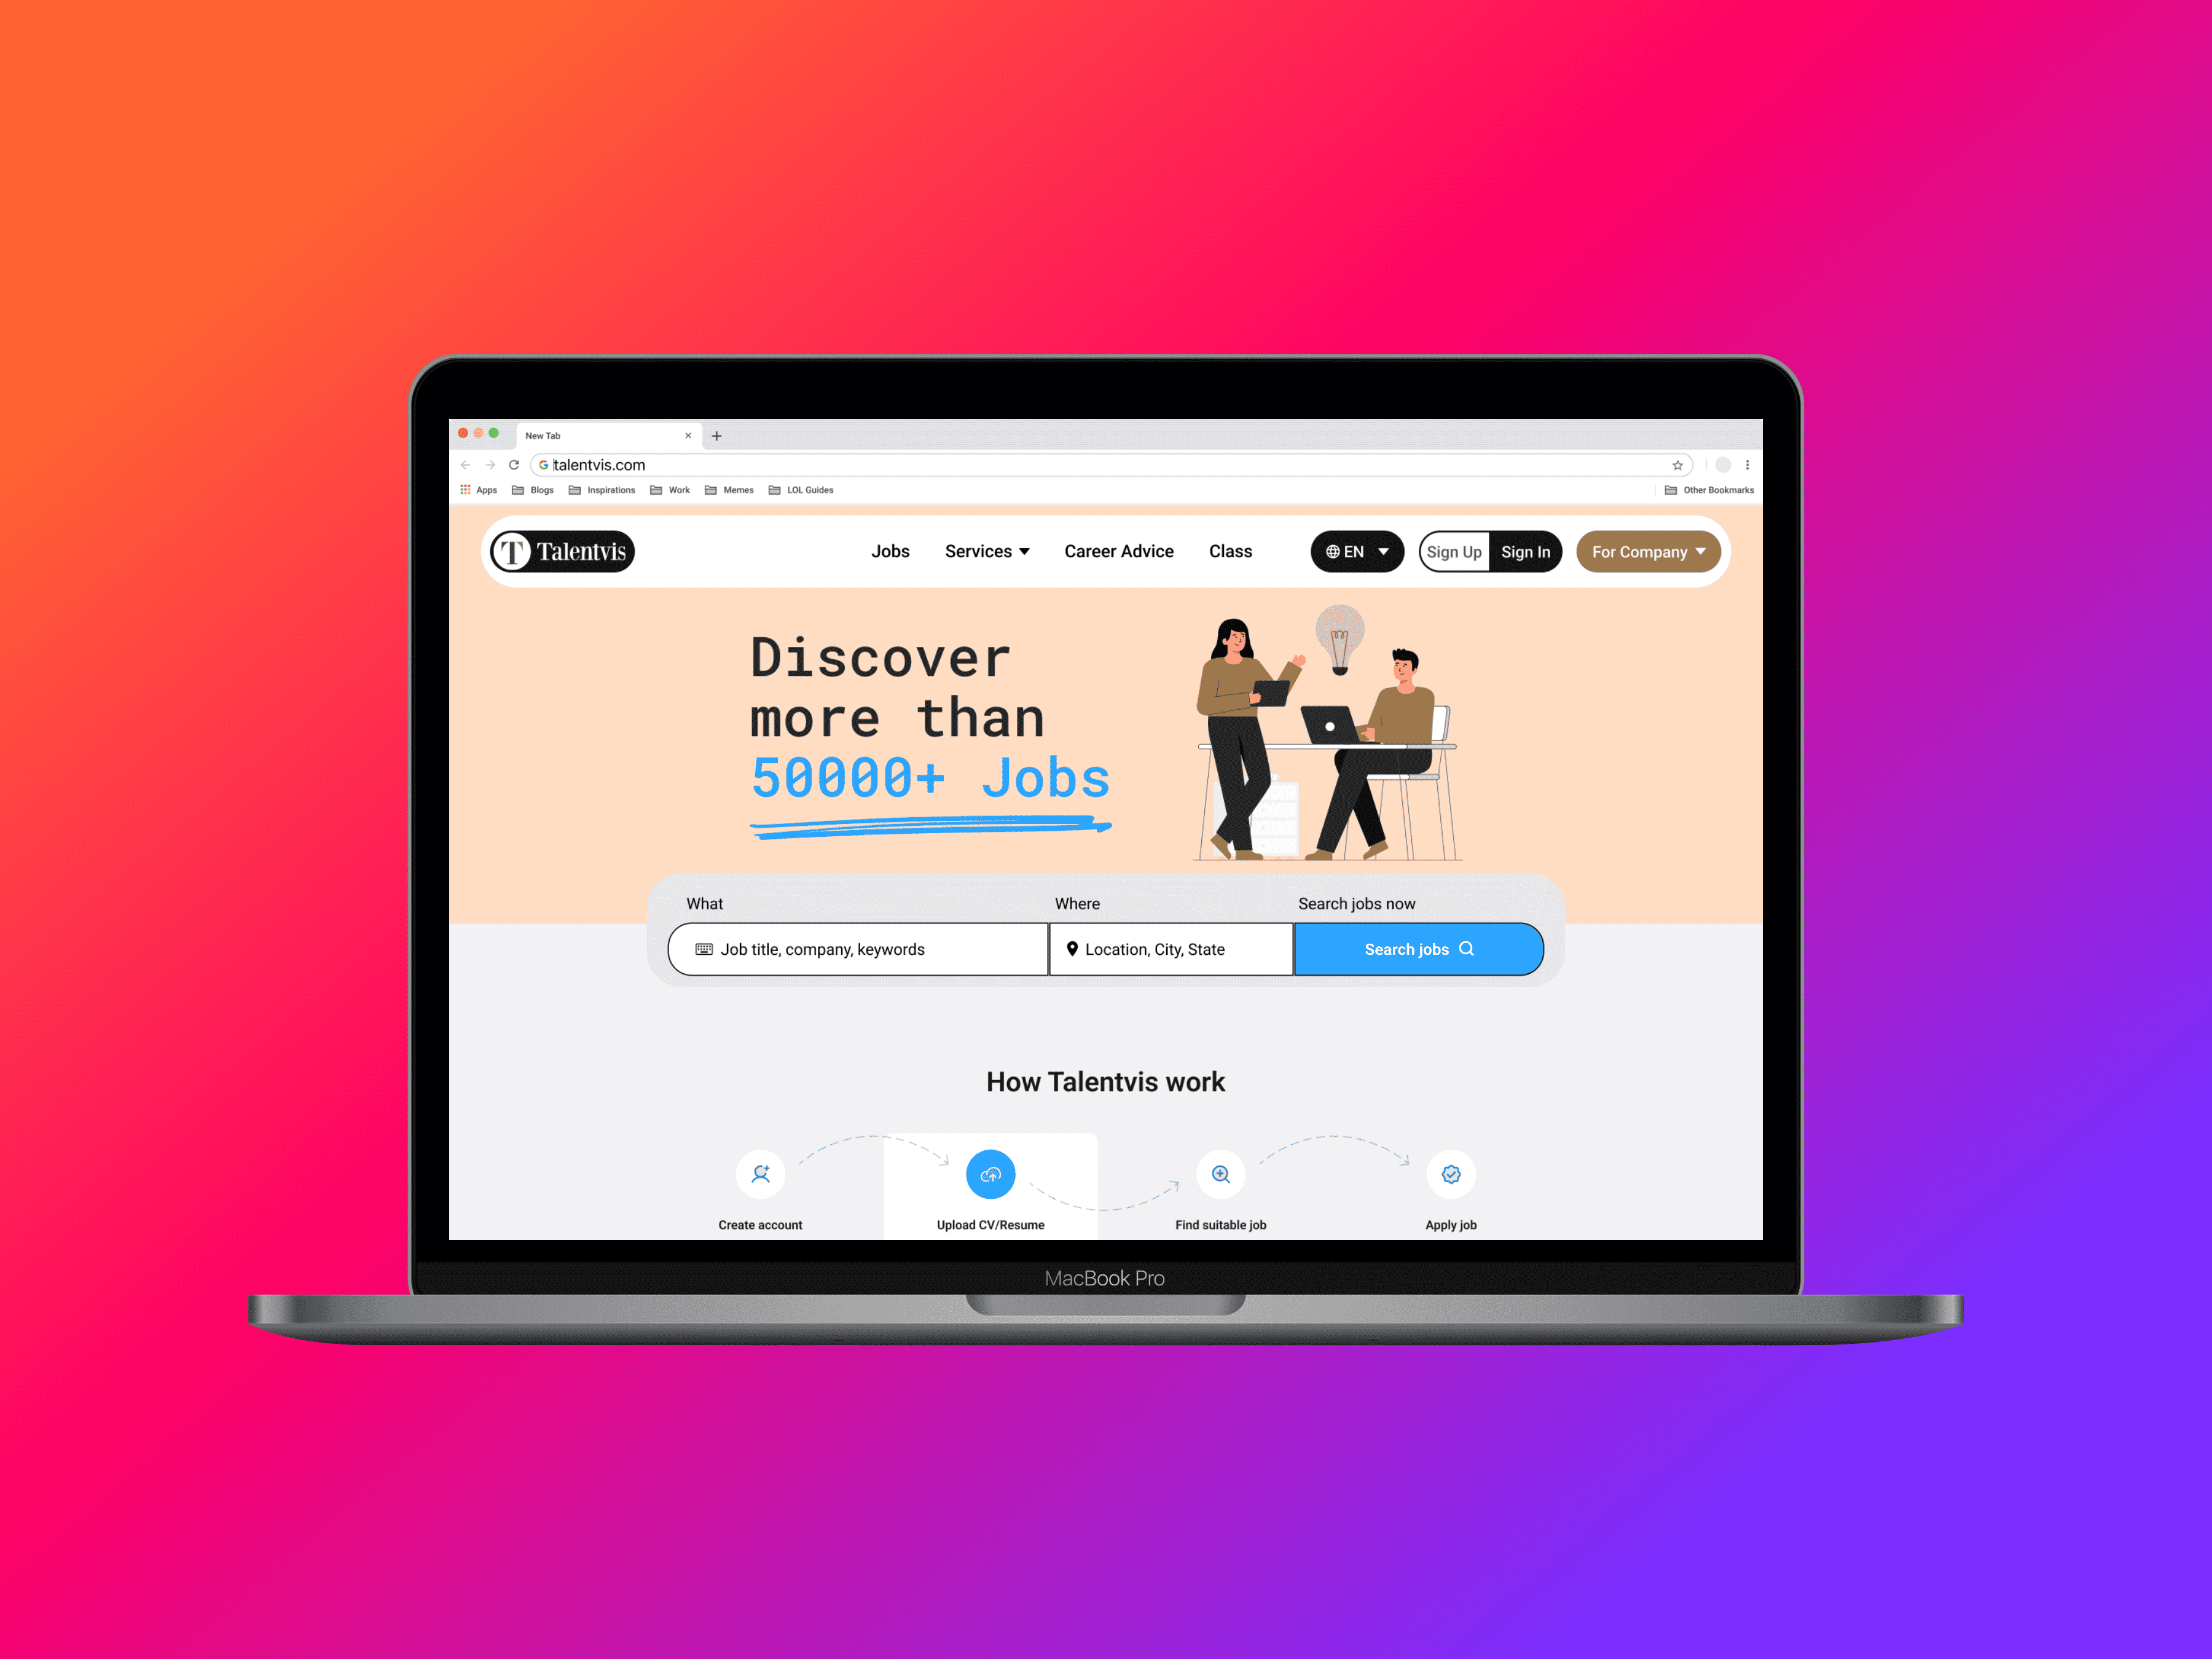 New Tab
talentvis.com
Apps Blogs Inspirations Work Memes LOL Guides Other Bookmarks
T Talentvis Jobs Services Career Advice Class EN Sign Up Sign In For Company
Discover
more than
50000+ Jobs
What Where Search jobs now
Job title, company, keywords Location, City, State Search jobs
How Talentvis work
Create account Upload CV/Resume Find suitable job Apply job
MacBook Pro